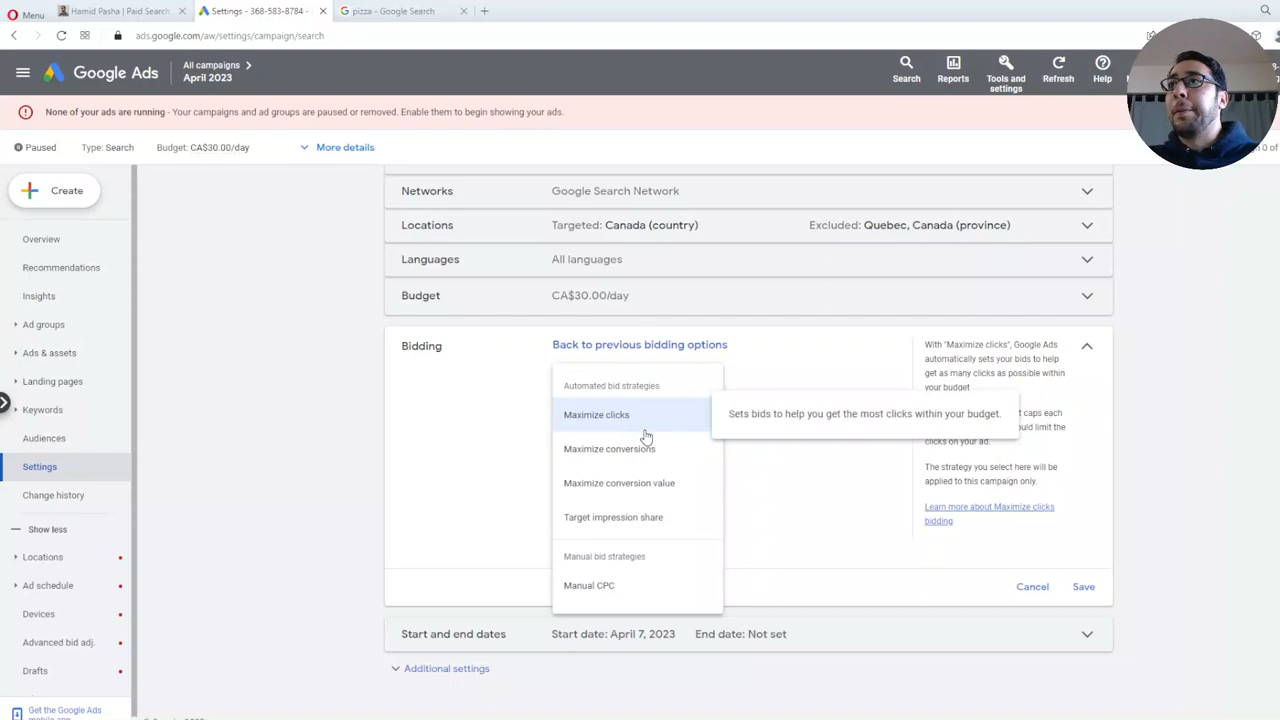 Menu
Hamid Pasha | Paid Search
Settings - 368-583-8784 -
pizza - Google Search
ads.google.com/aw/settings/campaign/search
Google Ads
All campaigns
April 2023
Search
Reports
Tools and
settings
Refresh
Help
None of your ads are running - Your campaigns and ad groups are paused or removed. Enable them to begin showing your ads.
Paused
Type: Search
Budget: CA$30.00/day
More details
Create
Overview
Recommendations
Insights
Ad groups
Ads & assets
Landing pages
Keywords
Audiences
Settings
Change history
Show less
Locations
Ad schedule
Devices
Advanced bid adj.
Drafts
Get the Google Ads
mobile app
Networks Google Search Network
Locations Targeted: Canada (country) Excluded: Quebec, Canada (province)
Languages All languages
Budget CA$30.00/day
Bidding
Back to previous bidding options
Automated bid strategies
Maximize clicks
Maximize conversions
Maximize conversion value
Target impression share
Manual bid strategies
Manual CPC
Sets bids to help you get the most clicks within your budget.
With "Maximize clicks", Google Ads
automatically sets your bids to help
get as many clicks as possible within
your budget
caps each
could limit the
clicks on your ad.
The strategy you select here will be
applied to this campaign only.
Learn more about Maximize clicks
bidding
Cancel
Save
Start and end dates Start date: April 7, 2023 End date: Not set
Additional settings